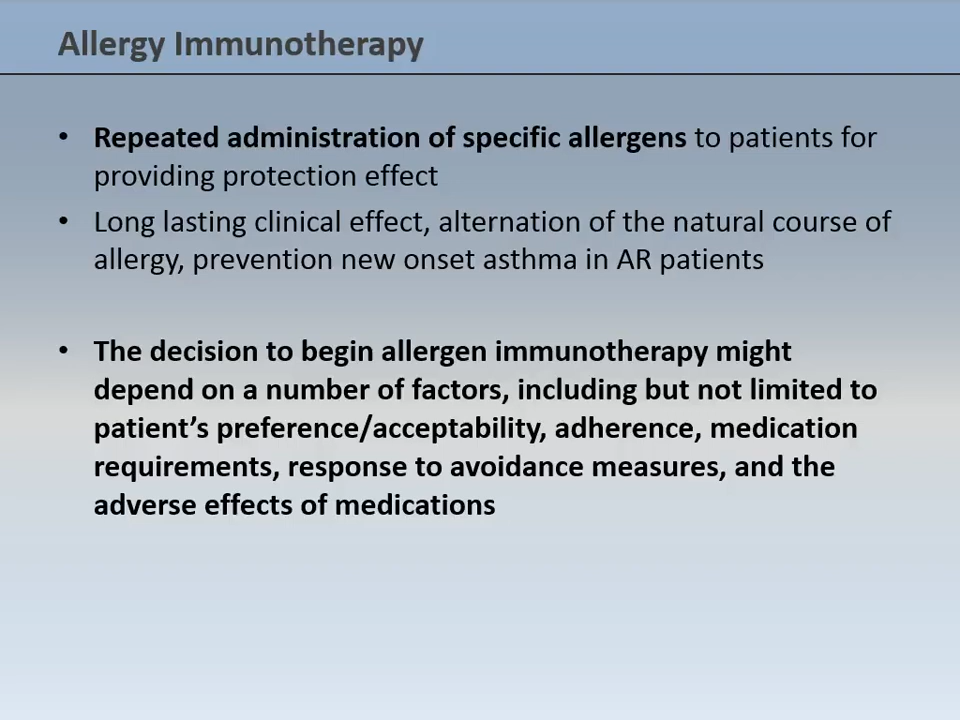 Allergy Immunotherapy
• Repeated administration of specific allergens to patients for
providing protection effect
• Long lasting clinical effect, alternation of the natural course of
allergy, prevention new onset asthma in AR patients
• The decision to begin allergen immunotherapy might
depend on a number of factors, including but not limited to
patient’s preference/acceptability, adherence, medication
requirements, response to avoidance measures, and the
adverse effects of medications